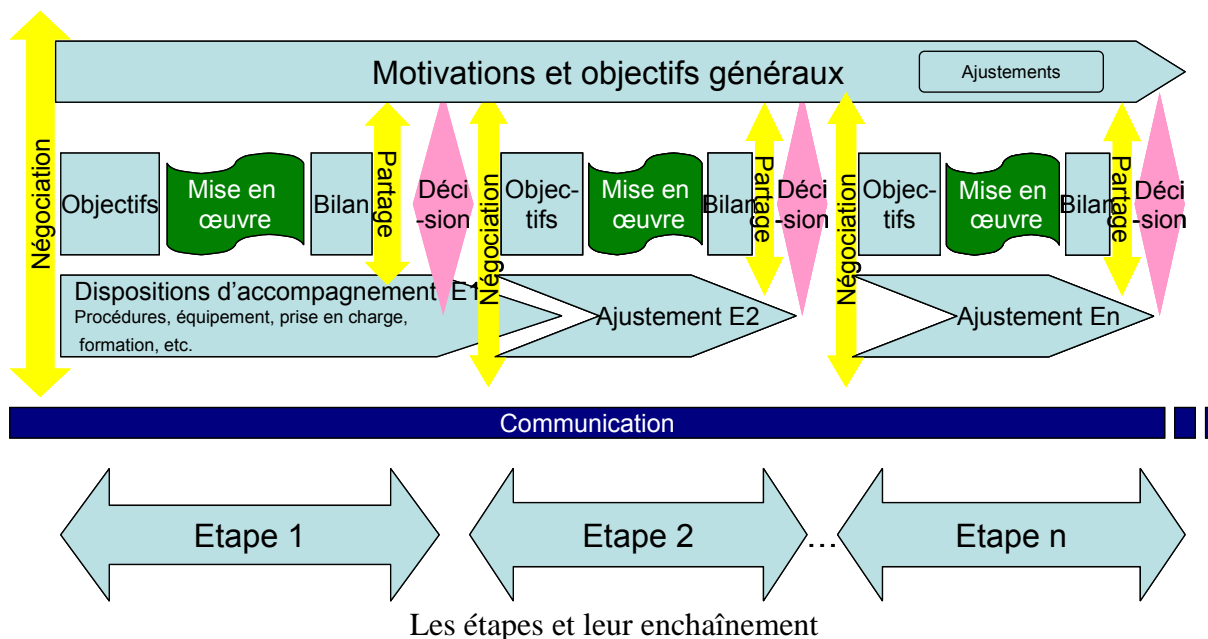 Motivations et objectifs généraux
Ajustements
Négociation
Objectifs
Mise en
œuvre
Bilan
Partage
Déci
-sion
Négociation
Objec-
tifs
Mise en
œuvre
Bilan
Partage
Déci
-sion
Négociation
Objec-
tifs
Mise en
œuvre
Bilan
Partage
Déci
-sion
Dispositions d’accompagnement E1
Procédures, équipement, prise en charge,
formation, etc.
Ajustement E2
Ajustement En
Communication
Etape 1
Etape 2
...
Etape n
Les étapes et leur enchaînement